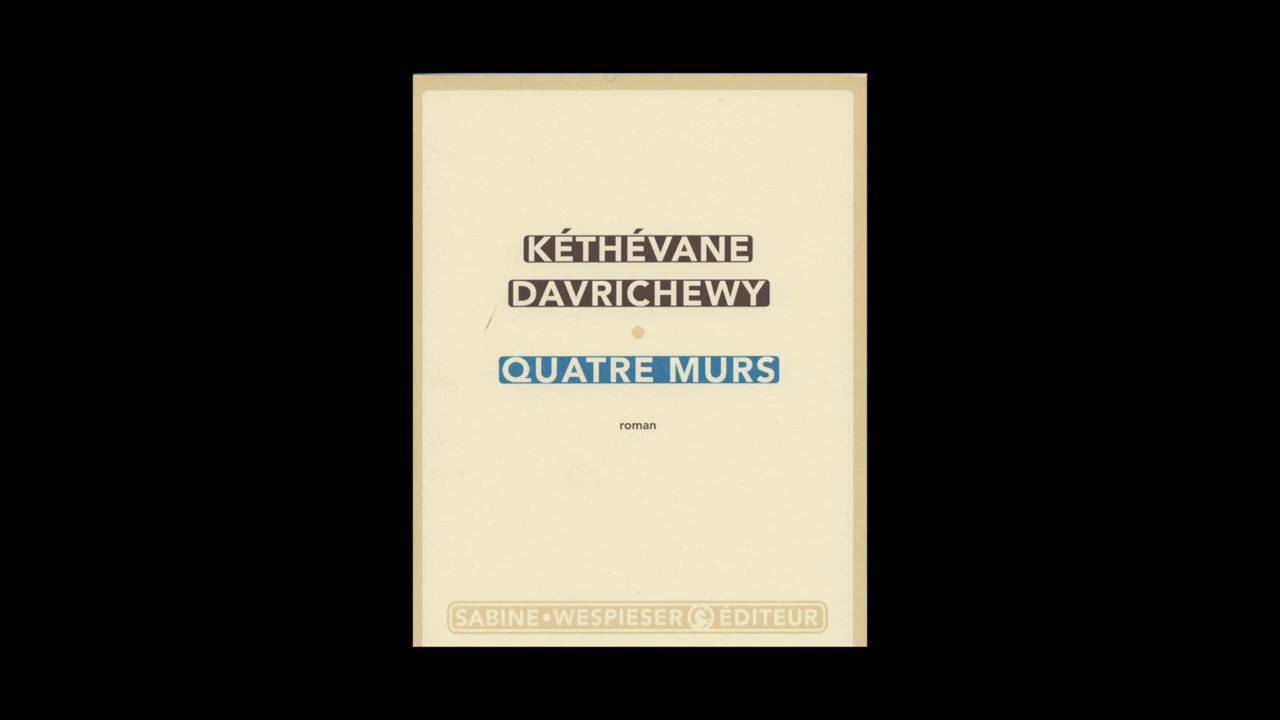 KÉTHÉVANE
DAVRICHEWY
QUATRE MURS
roman
SABINE•WESPIESER ÉDITEUR